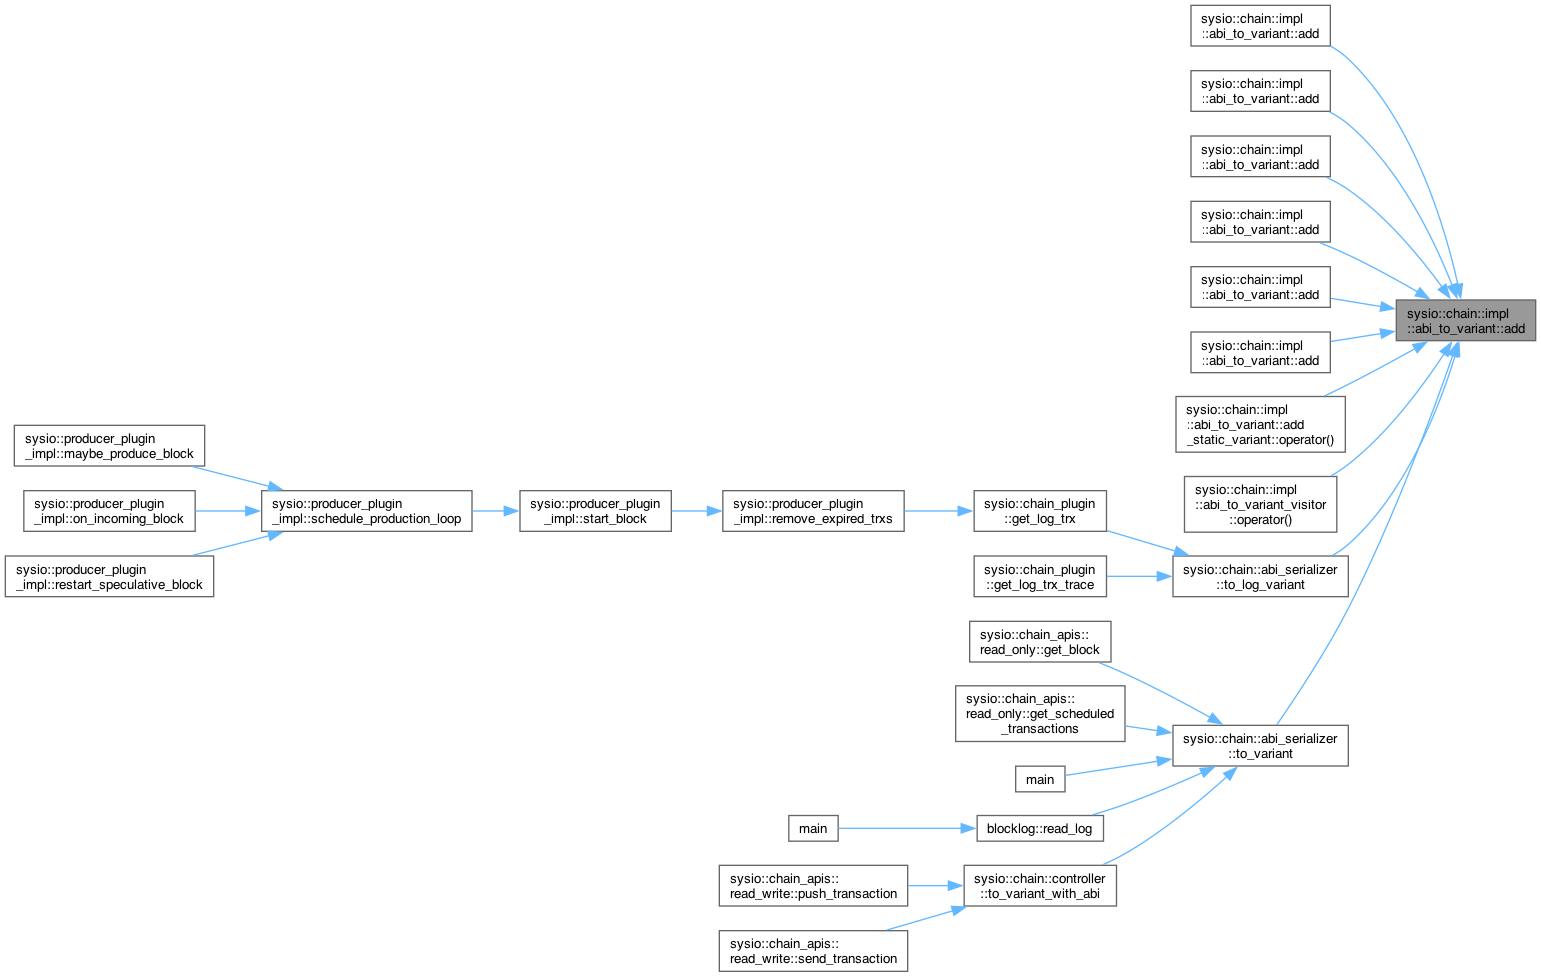 sysio::chain::impl
::abi_to_variant::add
sysio::chain::impl
::abi_to_variant::add
sysio::chain::impl
::abi_to_variant::add
sysio::chain::impl
::abi_to_variant::add
sysio::chain::impl
::abi_to_variant::add
sysio::chain::impl
::abi_to_variant::add
sysio::chain::impl
::abi_to_variant::add
sysio::chain::impl
::abi_to_variant::add
_static_variant::operator()
sysio::chain::impl
::abi_to_variant_visitor
::operator()
sysio::producer_plugin
_impl::maybe_produce_block
sysio::producer_plugin
_impl::on_incoming_block
sysio::producer_plugin
_impl::restart_speculative_block
sysio::producer_plugin
_impl::schedule_production_loop
sysio::producer_plugin
_impl::start_block
sysio::producer_plugin
_impl::remove_expired_trxs
sysio::chain_plugin
::get_log_trx
sysio::chain_plugin
::get_log_trx_trace
sysio::chain::abi_serializer
::to_log_variant
sysio::chain_apis::
read_only::get_block
sysio::chain_apis::
read_only::get_scheduled
_transactions
sysio::chain::abi_serializer
::to_variant
main
main
blocklog::read_log
sysio::chain_apis::
read_write::push_transaction
sysio::chain::controller
::to_variant_with_abi
sysio::chain_apis::
read_write::send_transaction